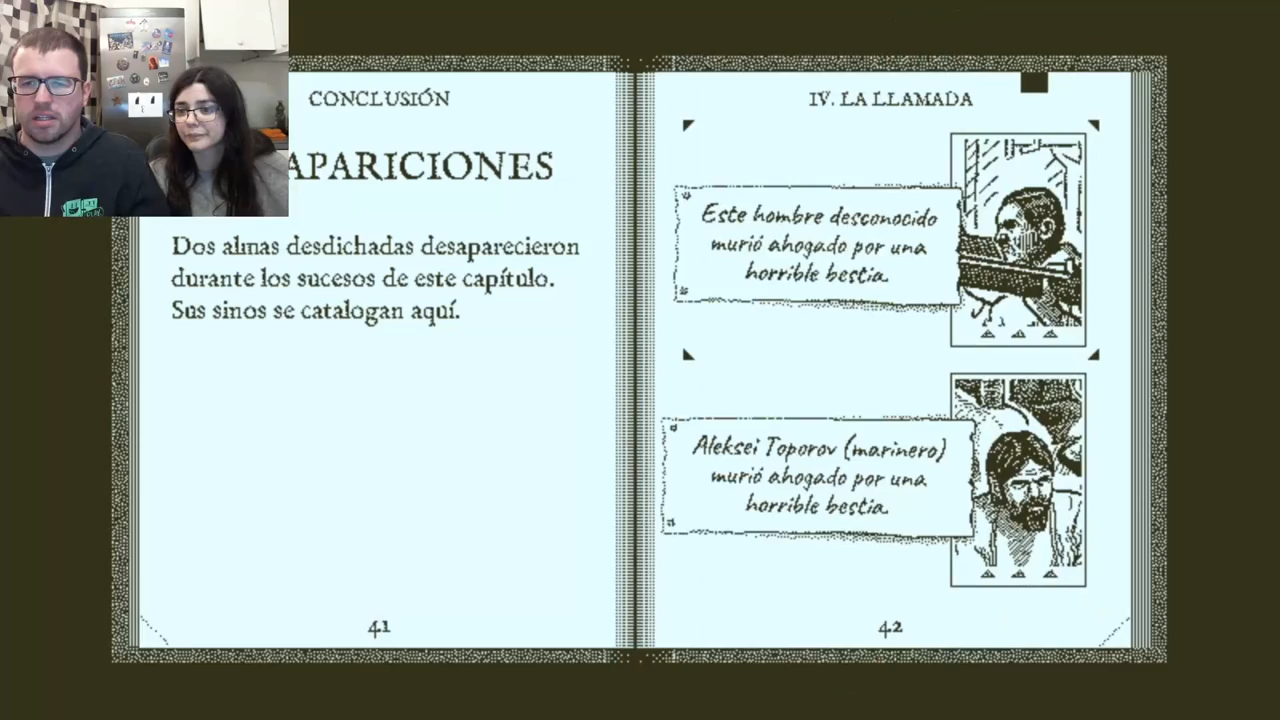 CONCLUSIÓN
APARICIONES
Dos almas desdichadas desaparecieron
durante los sucesos de este capítulo.
Sus sinos se catalogan aquí.
41
IV. LA LLAMADA
Este hombre desconocido
murió ahogado por una
horrible bestia.
Aleksei Toporov (marinero)
murió ahogado por una
horrible bestia.
42